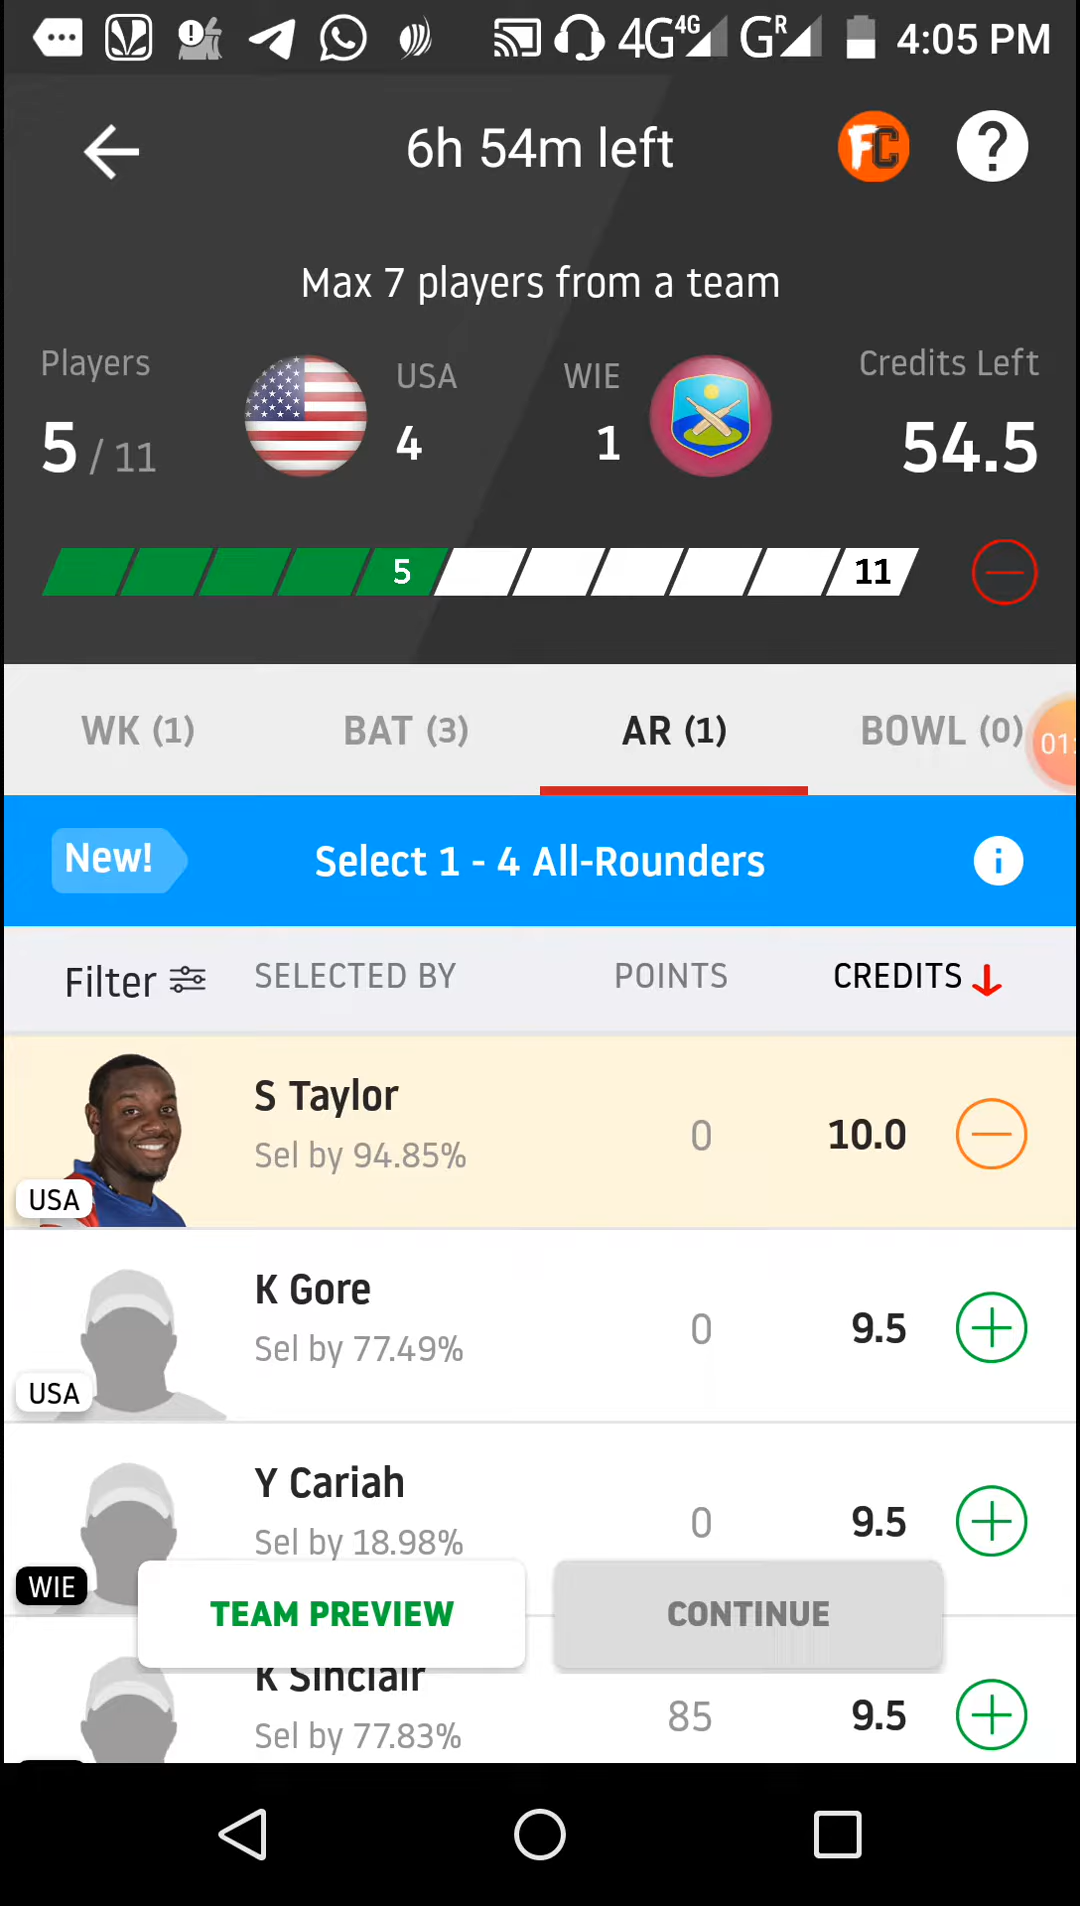 4G 4G G R 4:05 PM
6h 54m left
FC
?
Max 7 players from a team
Players
USA
WIE
Credits Left
5 / 11
4
1
54.5
5
11
WK (1)
BAT (3)
AR (1)
BOWL (0)
01:
New!
Select 1 - 4 All-Rounders
i
Filter
SELECTED BY
POINTS
CREDITS
S Taylor
Sel by 94.85%
0
10.0
USA
K Gore
Sel by 77.49%
0
9.5
USA
Y Cariah
Sel by 18.98%
0
9.5
WIE
TEAM PREVIEW
CONTINUE
K Sinclair
Sel by 77.83%
85
9.5